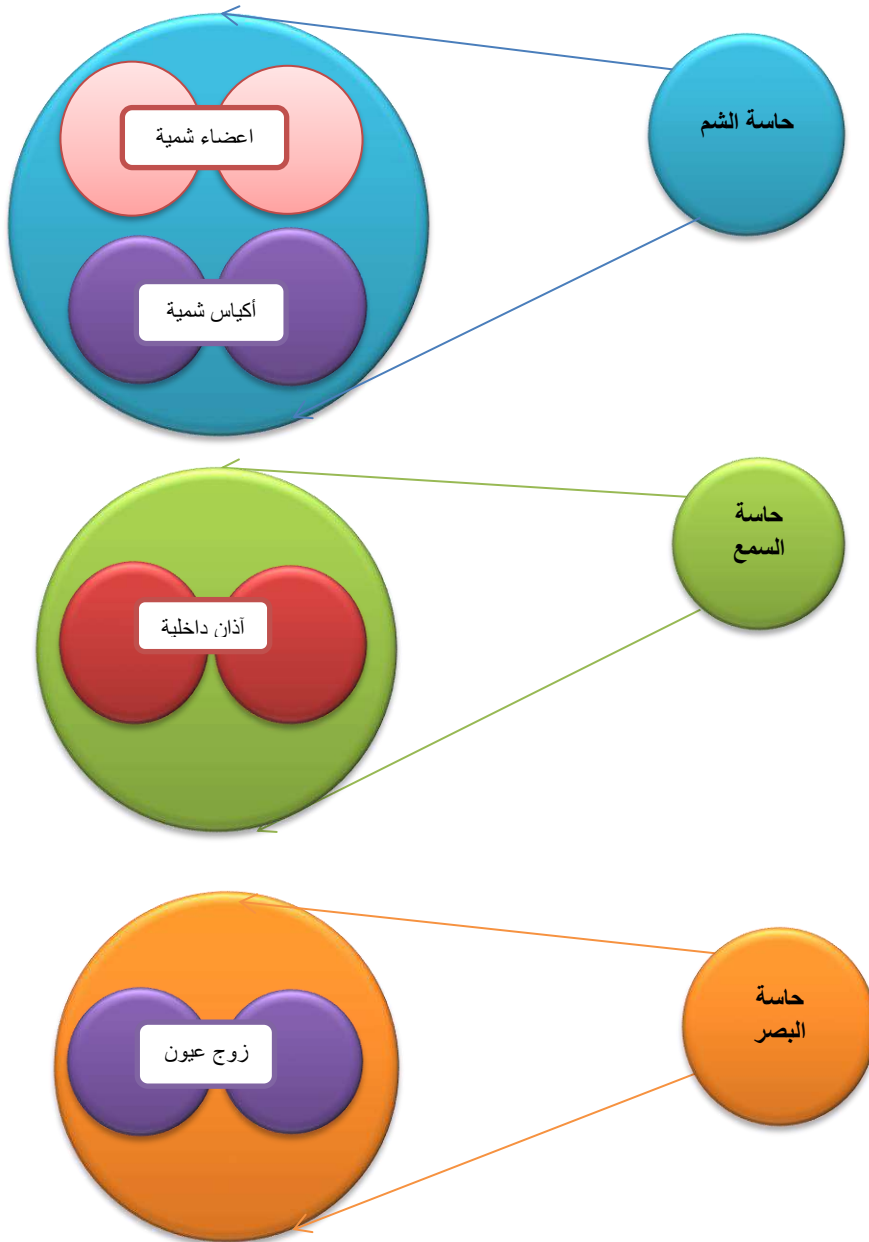 حاسة الشم
اعضاء شمية
أكياس شمية
حاسة
السمع
آذان داخلية
حاسة
البصر
زوج عيون